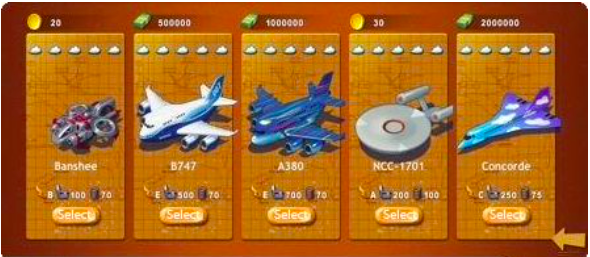 20 500000 1000000 30 2000000
Banshee B747 A380 NCC-1701 Concorde
B 100 E 500 70 E 700 70 A 200 100 C 250 75
Select Select Select Select Select